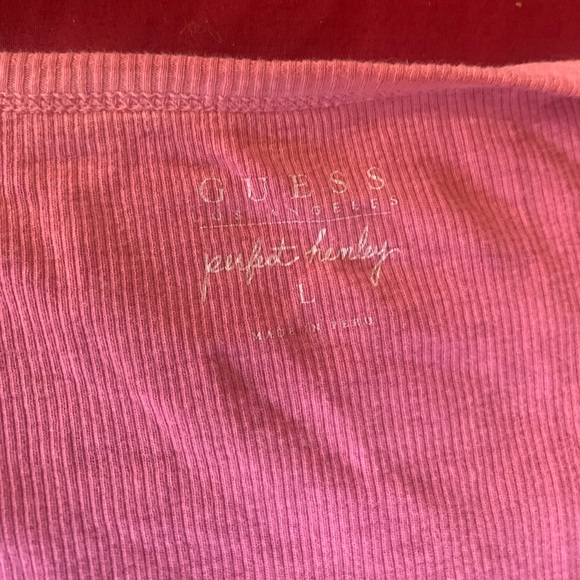 GUESS
LOS ANGELES
perfect henley
L
MADE IN PERU